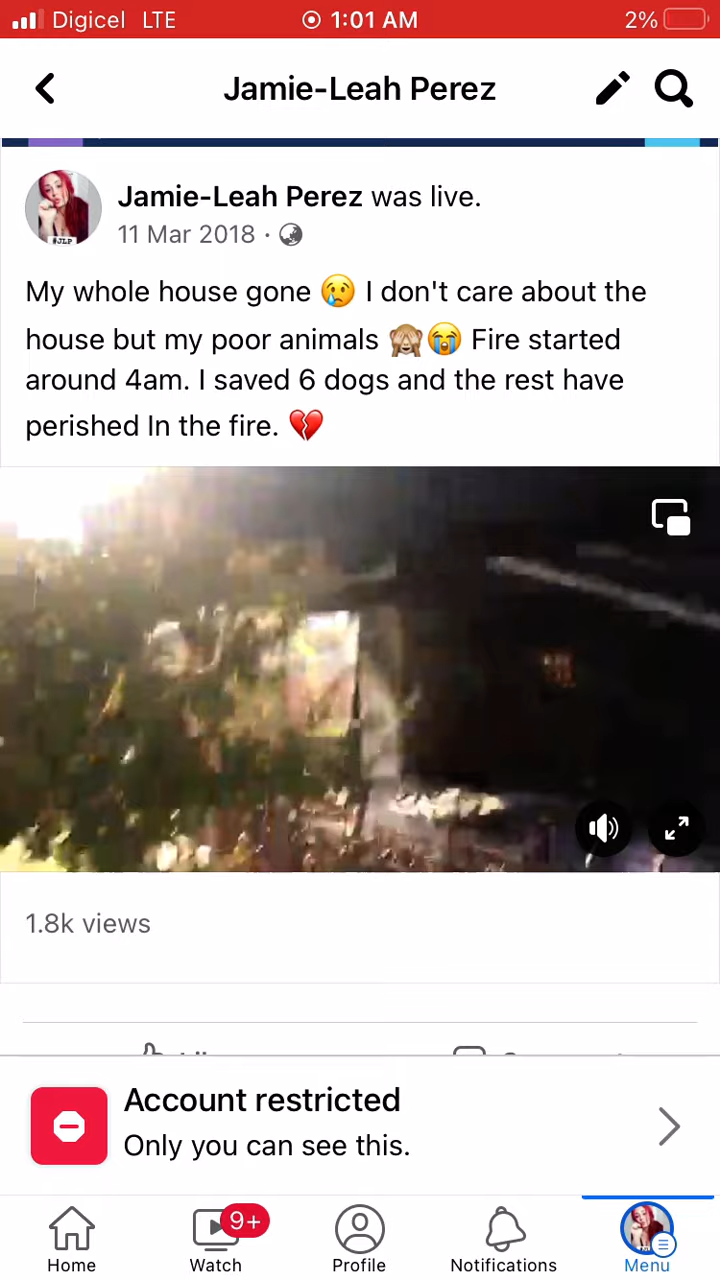 Digicel LTE 1:01 AM 2%
Jamie-Leah Perez
Jamie-Leah Perez was live.
11 Mar 2018 ·
#JLP
My whole house gone 😢 I don't care about the
house but my poor animals 🙈😭 Fire started
around 4am. I saved 6 dogs and the rest have
perished In the fire. 💔
1.8k views
Account restricted
Only you can see this.
9+
Home Watch Profile Notifications Menu